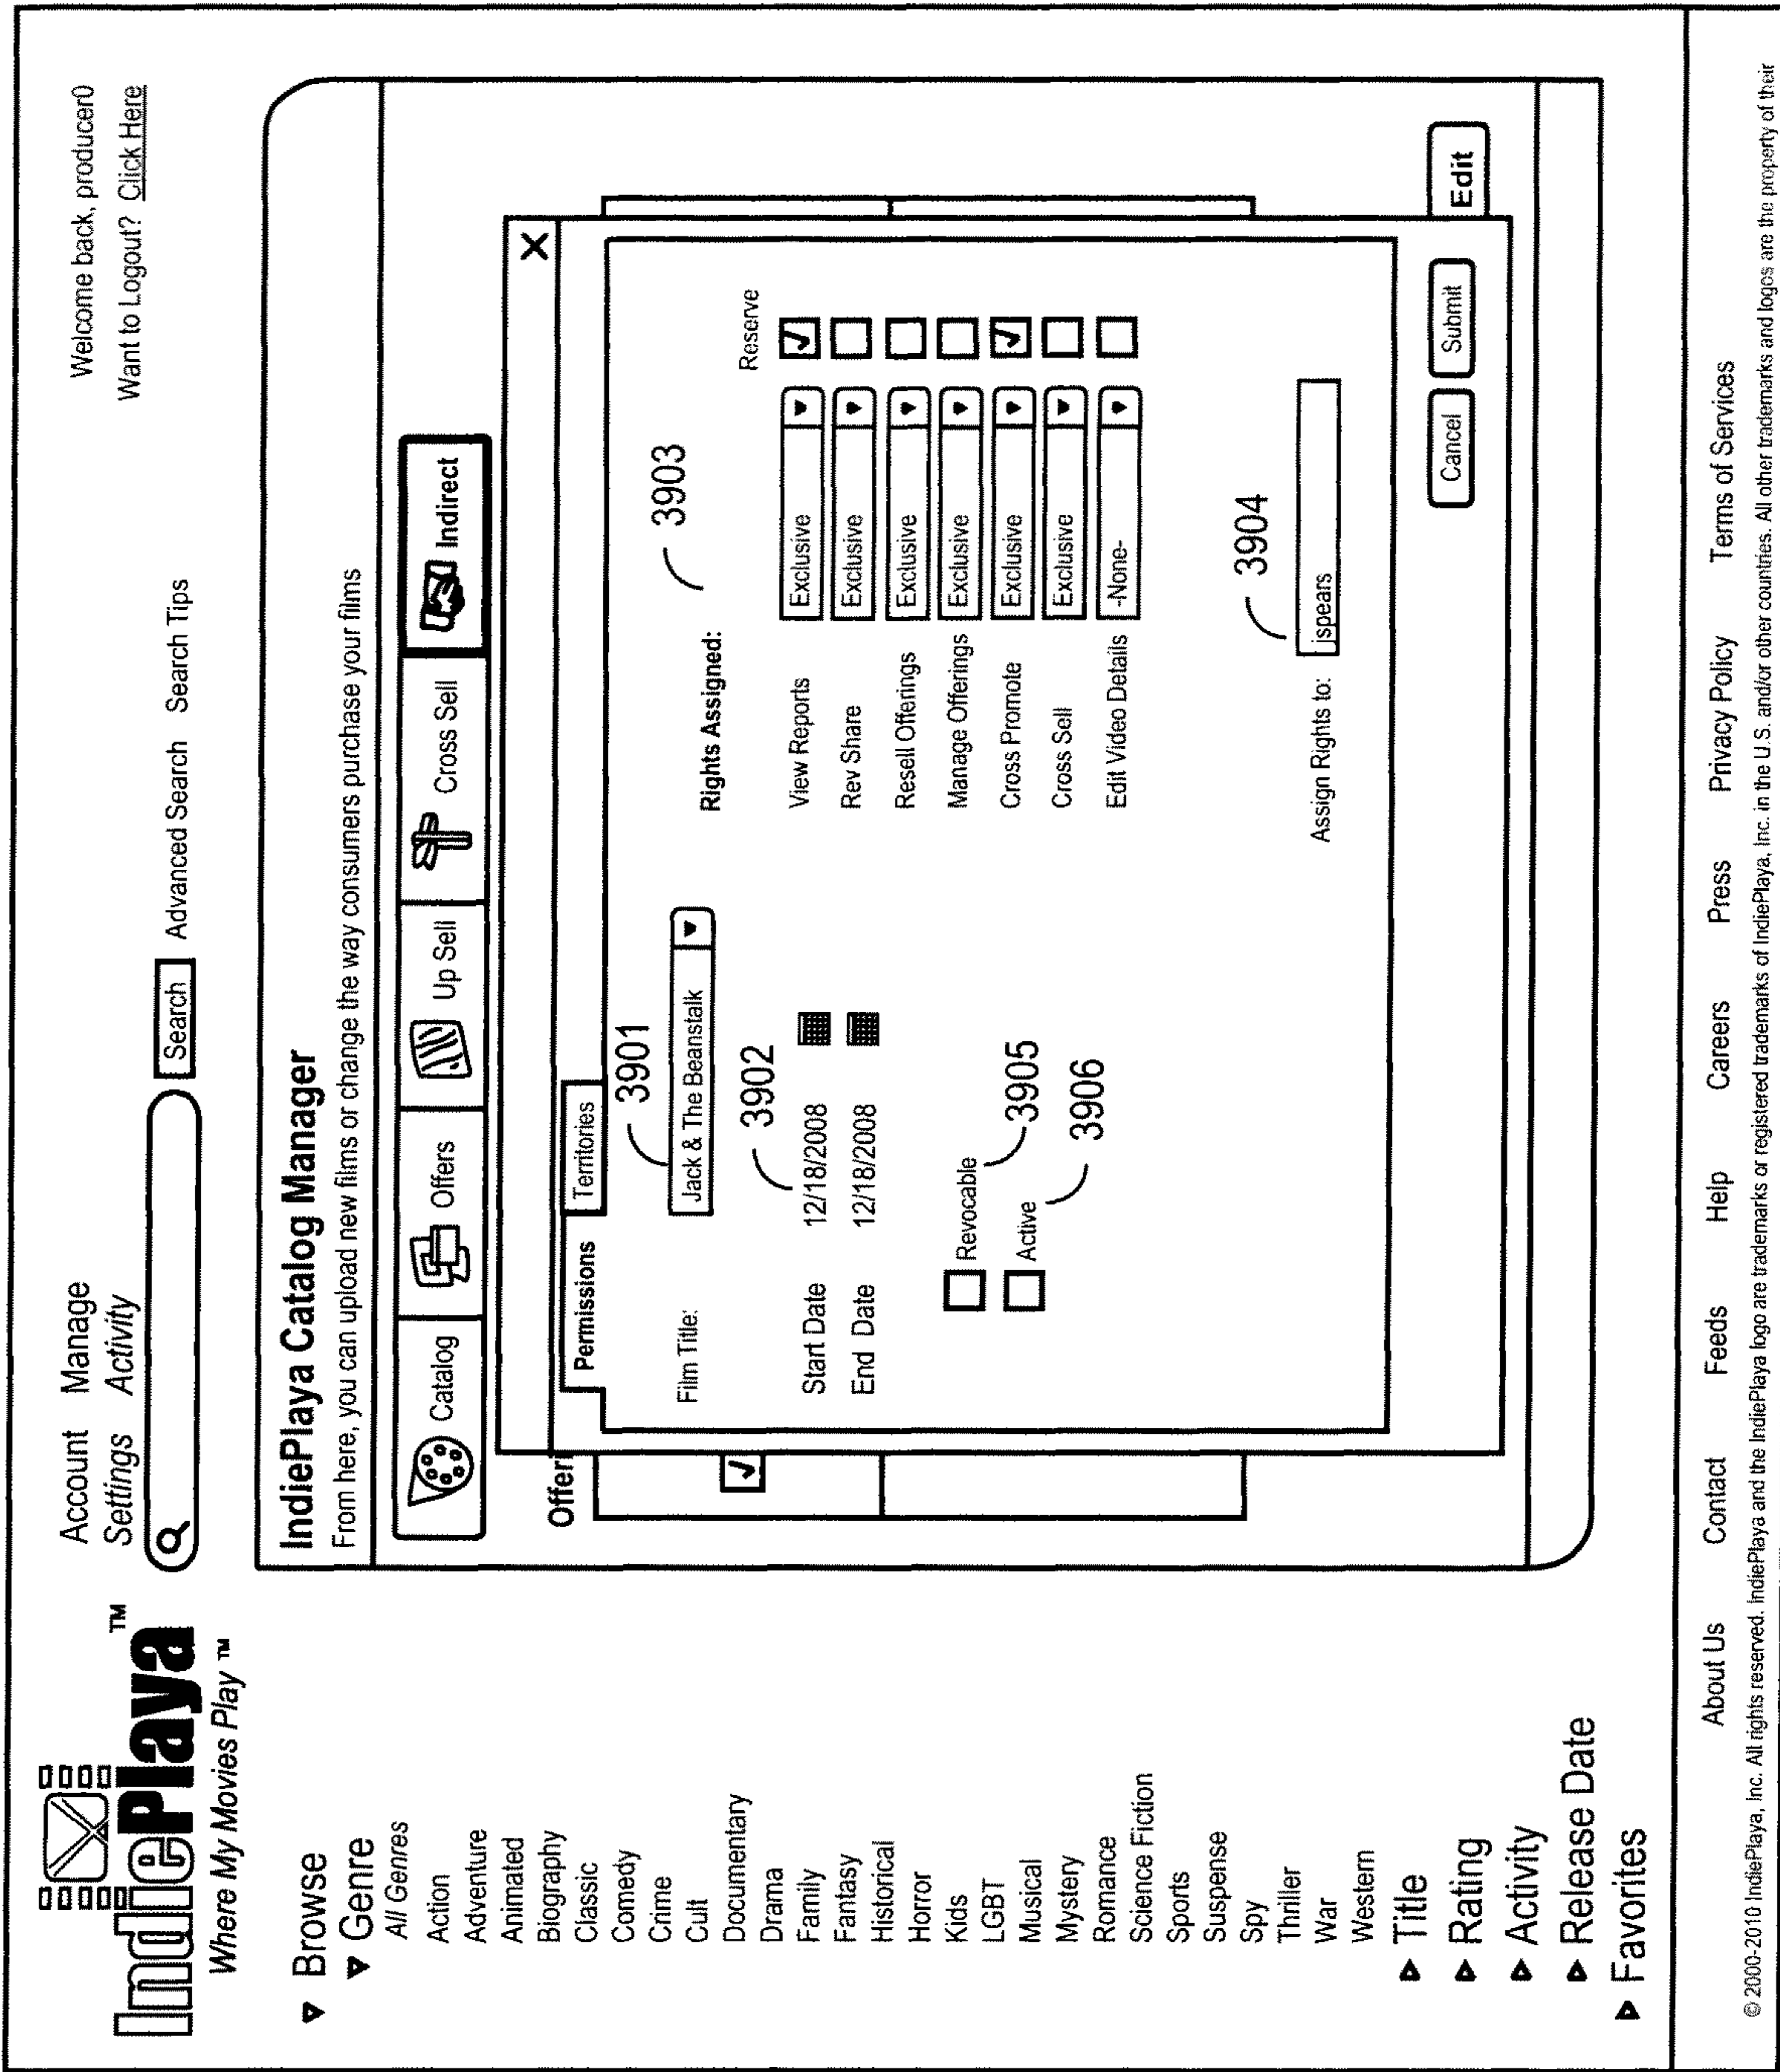 IndiePlaya™
Where My Movies Play ™
Account Manage
Settings Activity
Search Advanced Search Search Tips
Welcome back, producer0
Want to Logout? Click Here
Browse
Genre
All Genres
Action
Adventure
Animated
Biography
Classic
Comedy
Crime
Cult
Documentary
Drama
Family
Fantasy
Historical
Horror
Kids
LGBT
Musical
Mystery
Romance
Science Fiction
Sports
Suspense
Spy
Thriller
War
Western
Title
Rating
Activity
Release Date
Favorites
IndiePlaya Catalog Manager
From here, you can upload new films or change the way consumers purchase your films
Catalog Offers Up Sell Cross Sell Indirect
Offeri
X
Permissions Territories
3901
Film Title: Jack & The Beanstalk
3902
Start Date 12/18/2008
End Date 12/18/2008
Revocable
3905
Active
3906
3903
Rights Assigned:
Reserve
View Reports Exclusive
Rev Share Exclusive
Resell Offerings Exclusive
Manage Offerings Exclusive
Cross Promote Exclusive
Cross Sell Exclusive
Edit Video Details -None-
3904
Assign Rights to: jspears
Cancel Submit
Edit
About Us Contact Feeds Help Careers Press Privacy Policy Terms of Services
© 2000-2010 IndiePlaya, Inc. All rights reserved. IndiePlaya and the IndiePlaya logo are trademarks or registered trademarks of IndiePlaya, Inc. in the U.S. and/or other countries. All other trademarks and logos are the property of their